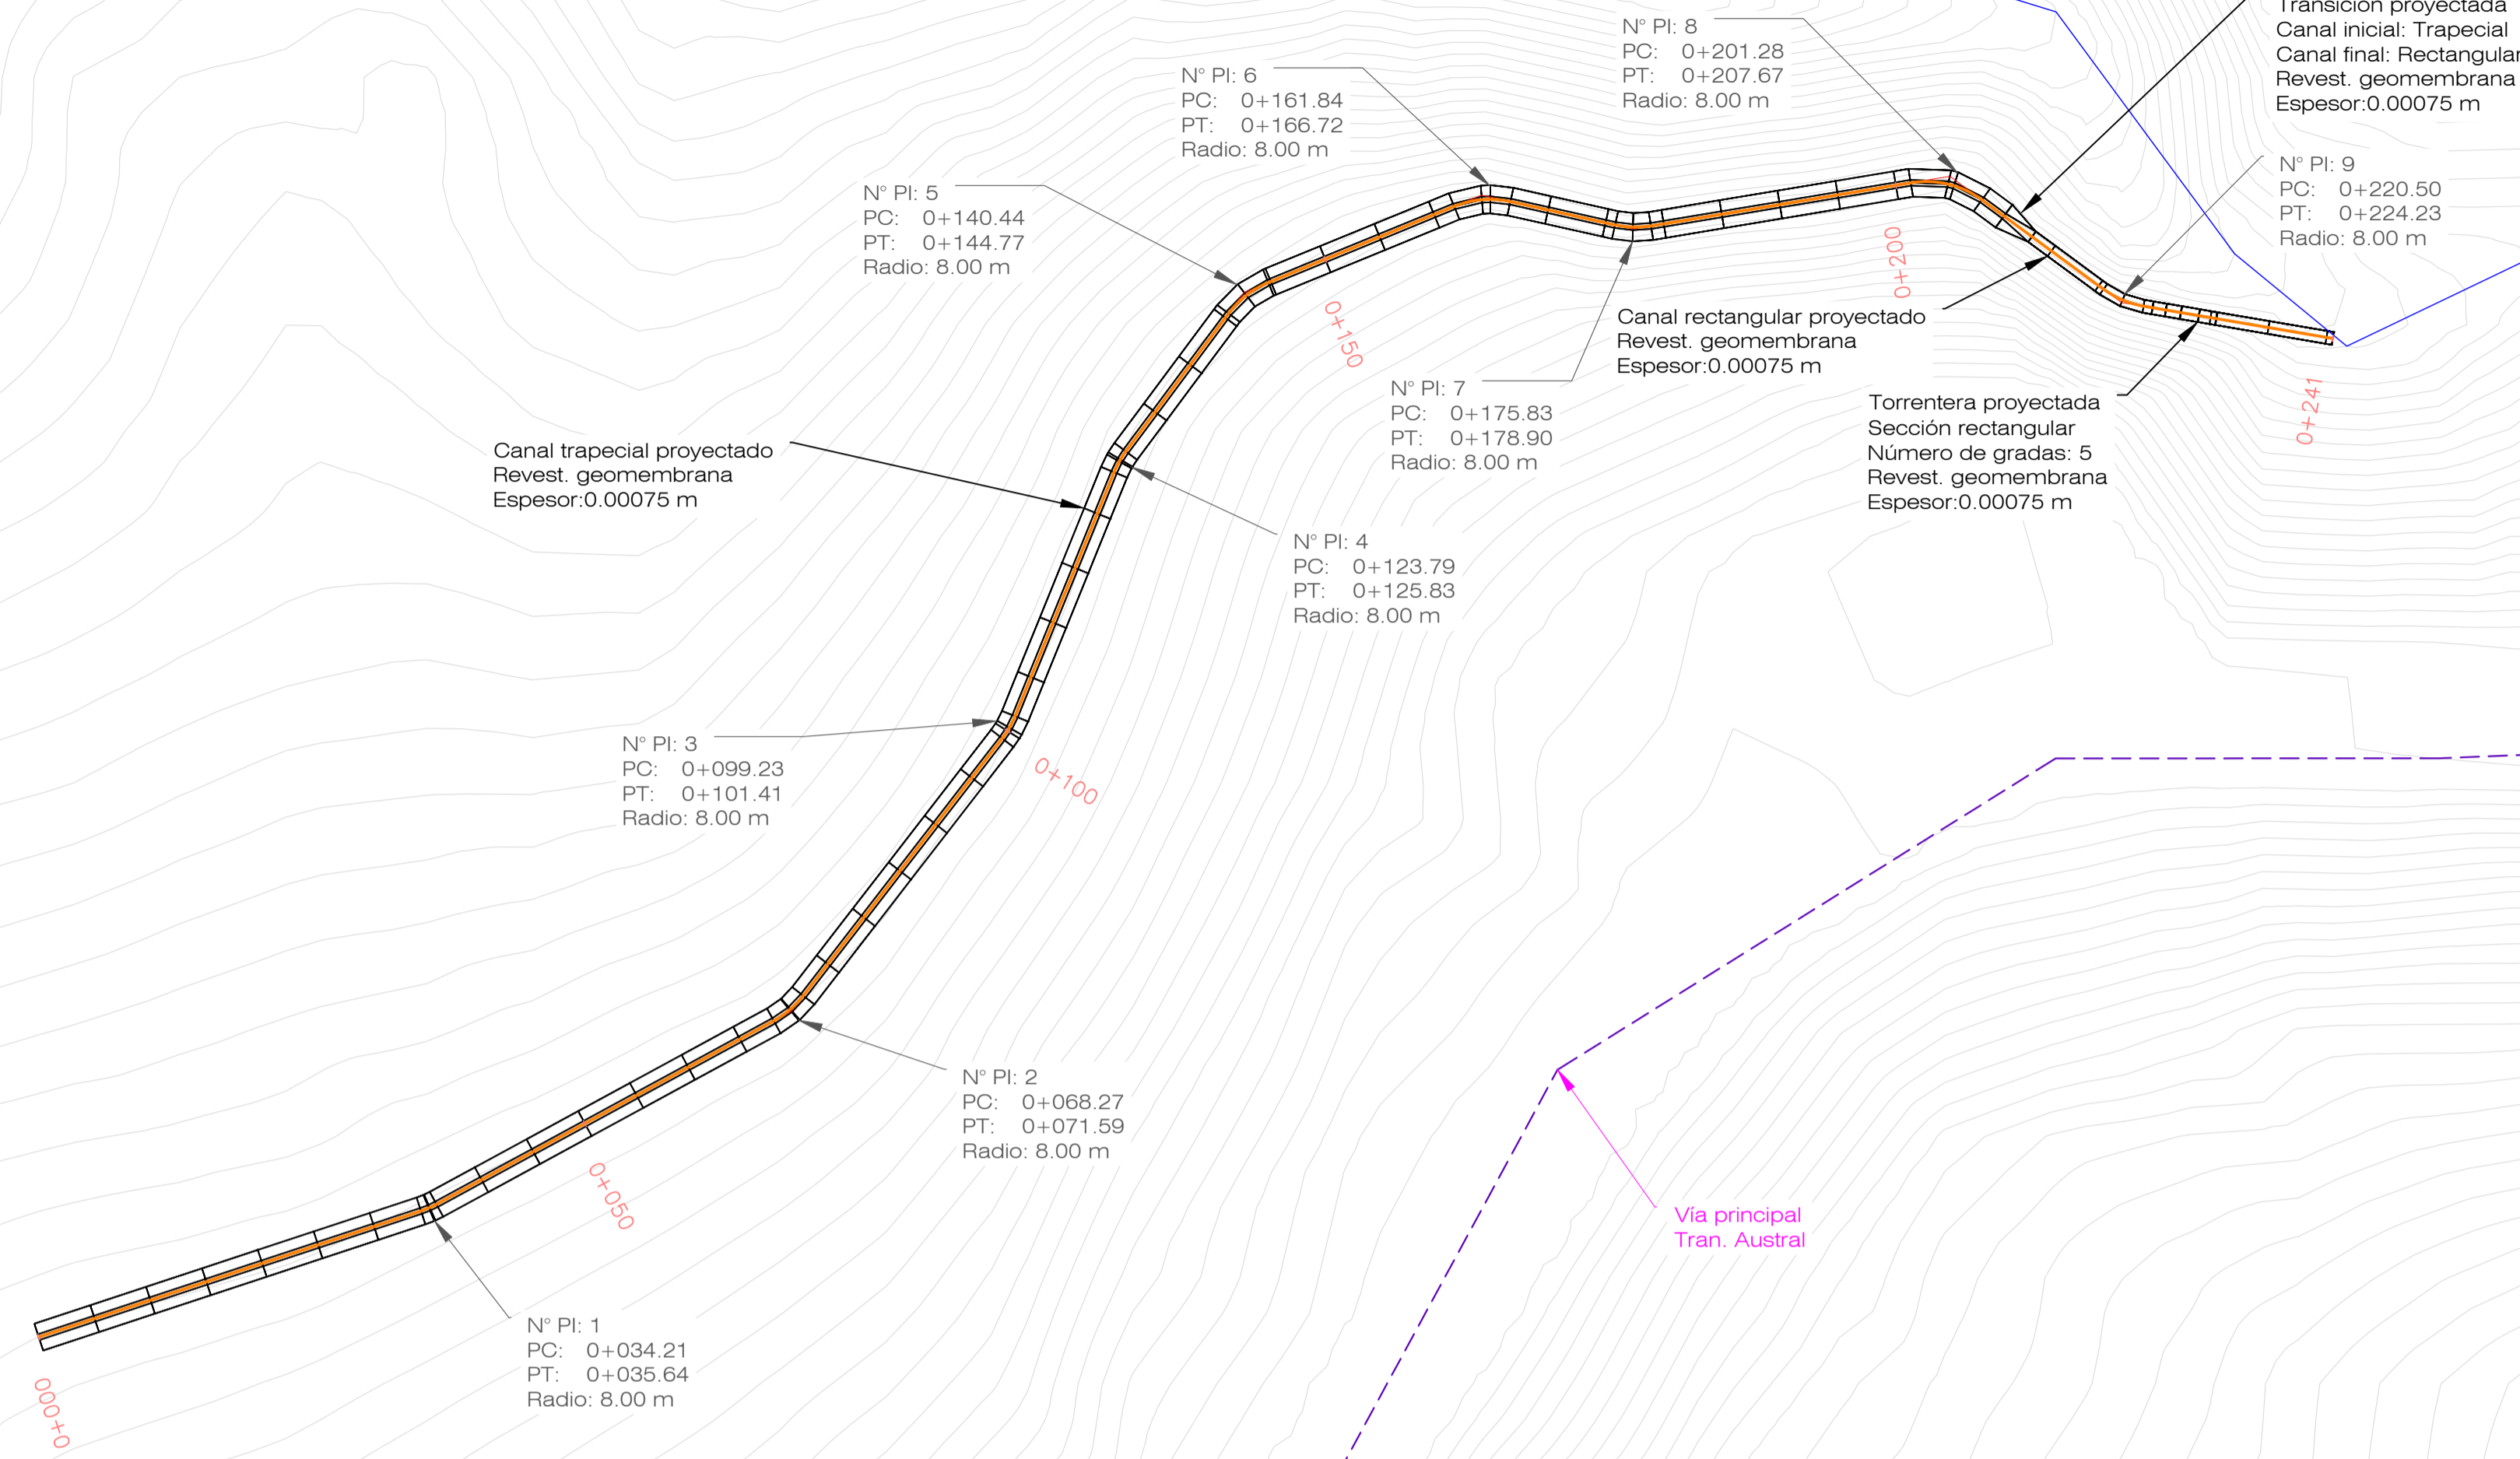 Transición proyectada
Canal inicial: Trapecial
Canal final: Rectangular
Revest. geomembrana
Espesor:0.00075 m
N° PI: 8
PC: 0+201.28
PT: 0+207.67
Radio: 8.00 m
N° PI: 6
PC: 0+161.84
PT: 0+166.72
Radio: 8.00 m
N° PI: 9
PC: 0+220.50
PT: 0+224.23
Radio: 8.00 m
N° PI: 5
PC: 0+140.44
PT: 0+144.77
Radio: 8.00 m
0+200
0+150
Canal rectangular proyectado
Revest. geomembrana
Espesor:0.00075 m
N° PI: 7
PC: 0+175.83
PT: 0+178.90
Radio: 8.00 m
0+241
Torrentera proyectada
Sección rectangular
Número de gradas: 5
Revest. geomembrana
Espesor:0.00075 m
Canal trapecial proyectado
Revest. geomembrana
Espesor:0.00075 m
N° PI: 4
PC: 0+123.79
PT: 0+125.83
Radio: 8.00 m
N° PI: 3
PC: 0+099.23
PT: 0+101.41
Radio: 8.00 m
0+100
N° PI: 2
PC: 0+068.27
PT: 0+071.59
Radio: 8.00 m
0+050
Vía principal
Tran. Austral
N° PI: 1
PC: 0+034.21
PT: 0+035.64
Radio: 8.00 m
0+000